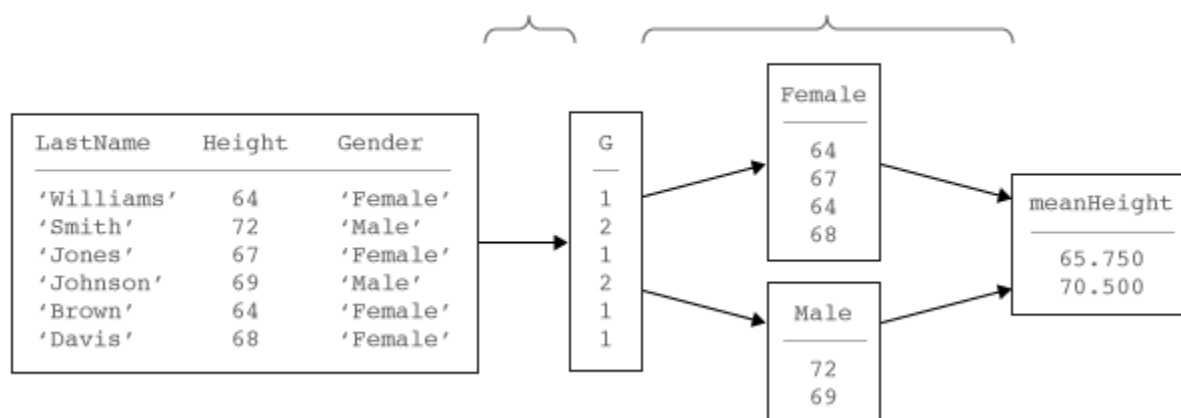 LastName Height Gender
‘Williams’ 64 ‘Female’
‘Smith’ 72 ‘Male’
‘Jones’ 67 ‘Female’
‘Johnson’ 69 ‘Male’
‘Brown’ 64 ‘Female’
‘Davis’ 68 ‘Female’
G
1
2
1
2
1
1
Female
64
67
64
68
Male
72
69
meanHeight
65.750
70.500